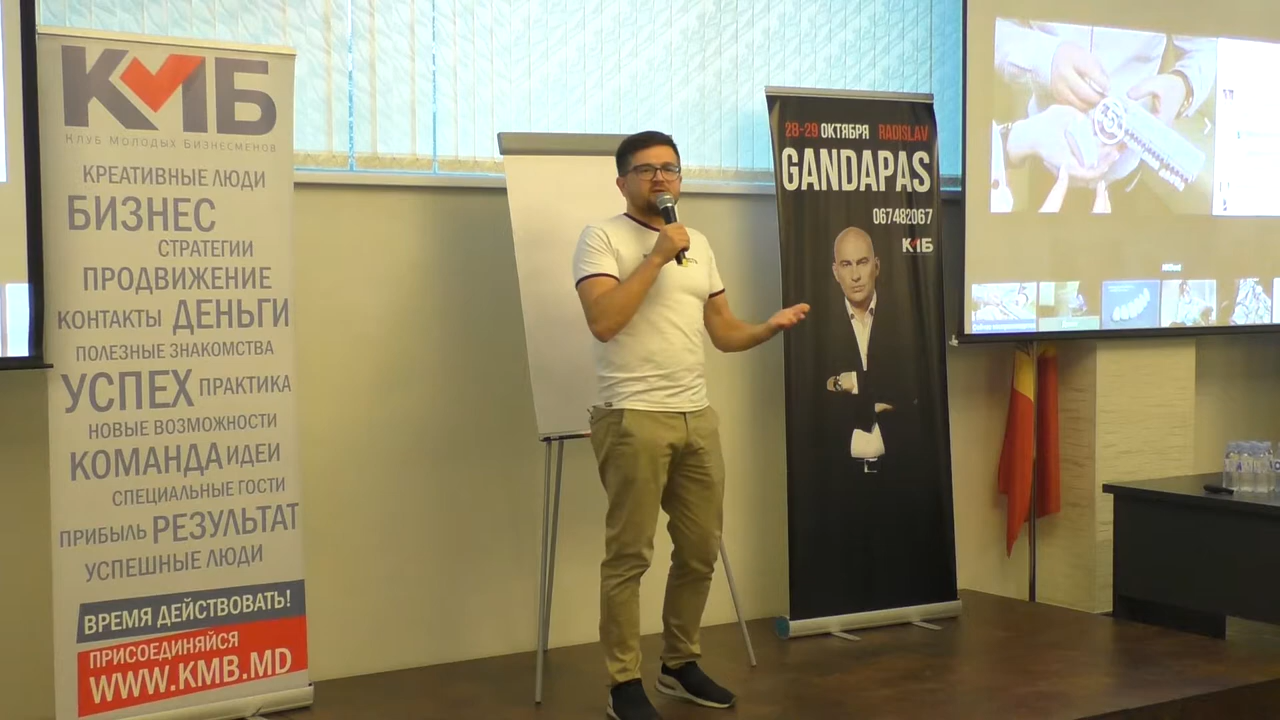 КМБ
Клуб Молодых Бизнесменов
КРЕАТИВНЫЕ ЛЮДИ
БИЗНЕС
СТРАТЕГИИ
ПРОДВИЖЕНИЕ
КОНТАКТЫ ДЕНЬГИ
ПОЛЕЗНЫЕ ЗНАКОМСТВА
УСПЕХ ПРАКТИКА
НОВЫЕ ВОЗМОЖНОСТИ
КОМАНДА ИДЕИ
СПЕЦИАЛЬНЫЕ ГОСТИ
ПРИБЫЛЬ РЕЗУЛЬТАТ
УСПЕШНЫЕ ЛЮДИ
ВРЕМЯ ДЕЙСТВОВАТЬ!
ПРИСОЕДИНЯЙСЯ
WWW.KMB.MD
28-29 ОКТЯБРЯ RADISLAV
GANDAPAS
067482067
КМБ